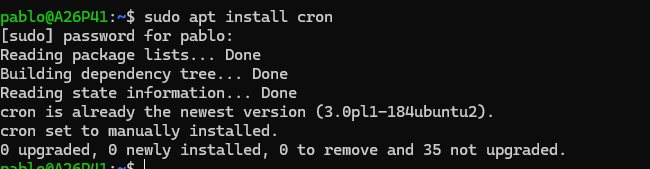 pablo@A26P41:~$ sudo apt install cron
[sudo] password for pablo:
Reading package lists... Done
Building dependency tree... Done
Reading state information... Done
cron is already the newest version (3.0pl1-184ubuntu2).
cron set to manually installed.
0 upgraded, 0 newly installed, 0 to remove and 35 not upgraded.
pablo@A26P41:~$